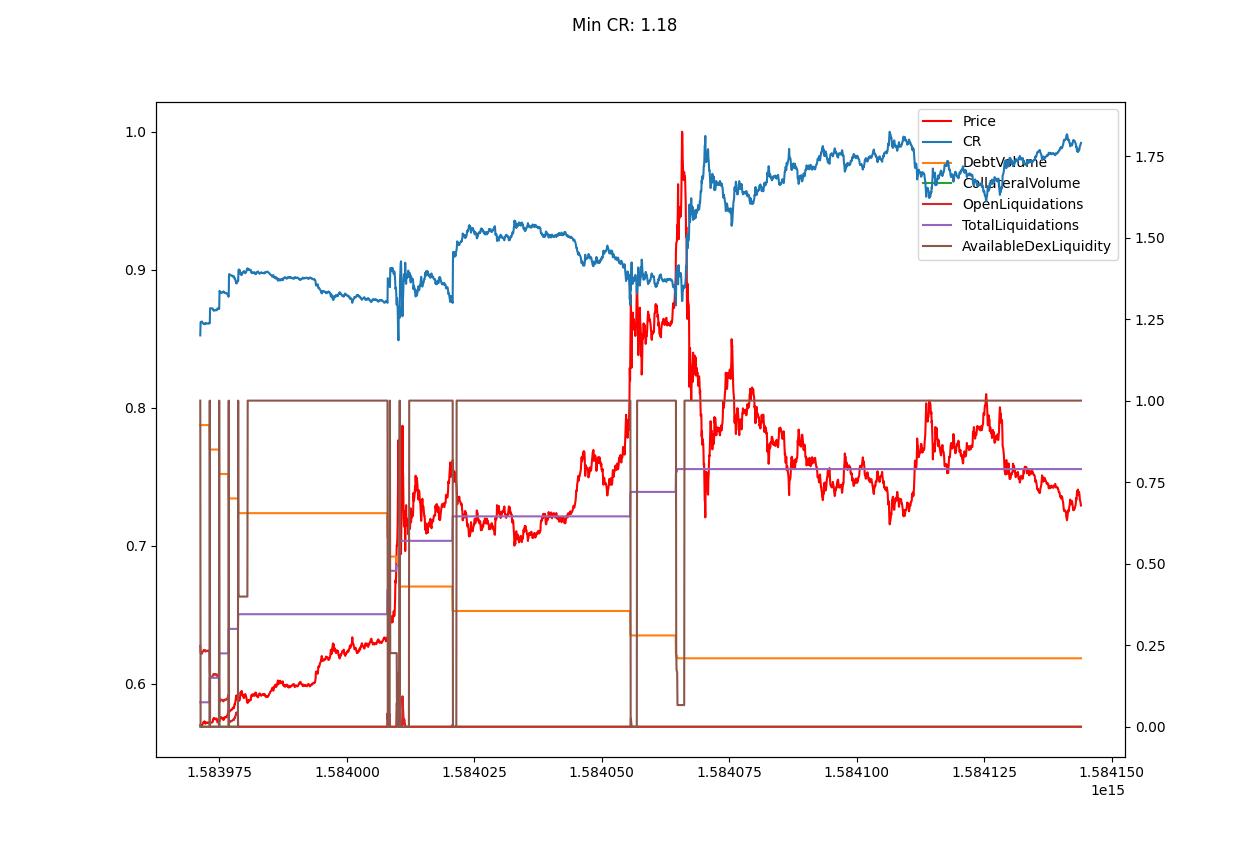 Min CR: 1.18
1.0
0.9
0.8
0.7
0.6
1.75
1.50
1.25
1.00
0.75
0.50
0.25
0.00
Price
CR
DebtVolume
CollateralVolume
OpenLiquidations
TotalLiquidations
AvailableDexLiquidity
1.583975 1.584000 1.584025 1.584050 1.584075 1.584100 1.584125 1.584150
1e15